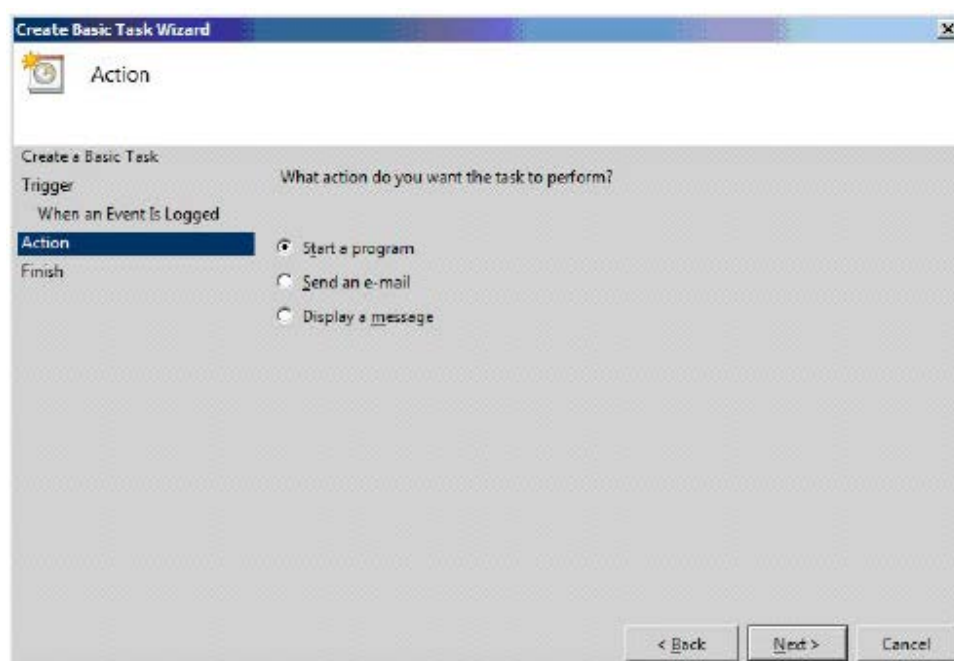 Create Basic Task Wizard
Action
Create a Basic Task
Trigger
When an Event Is Logged
Action
Finish
What action do you want the task to perform?
Start a program
Send an e-mail
Display a message
< Back
Next >
Cancel